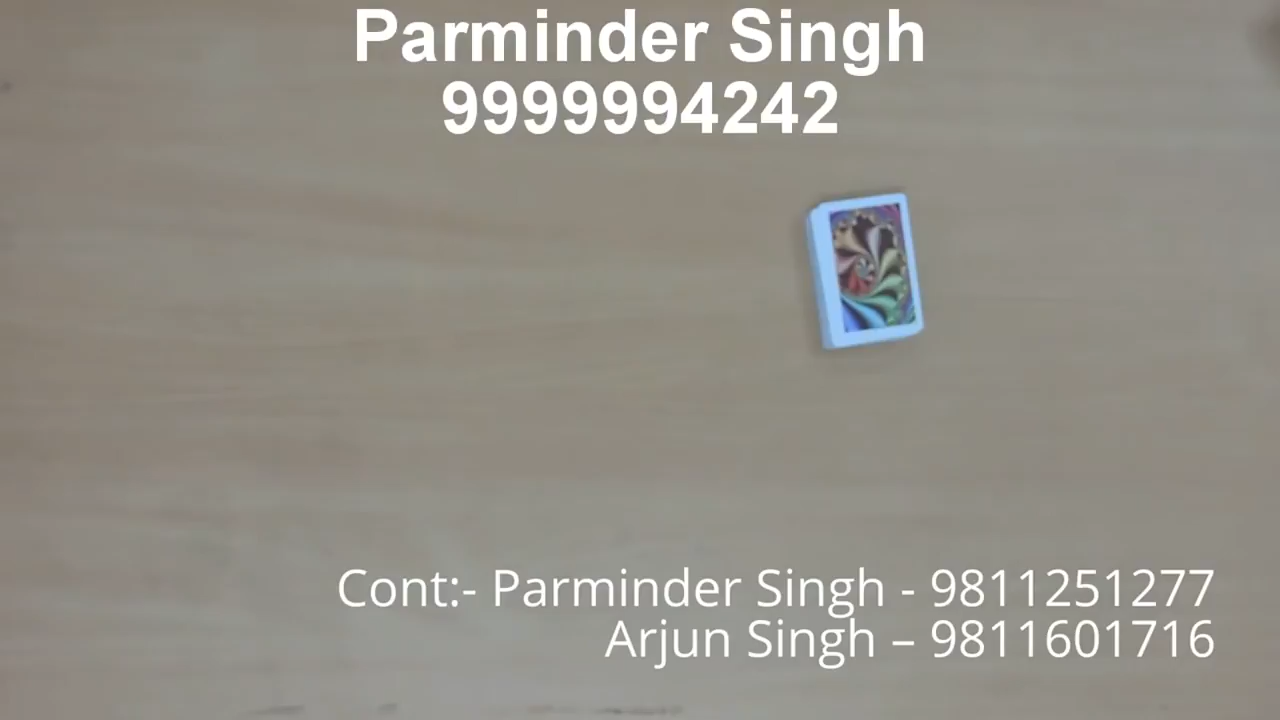 Parminder Singh
9999994242
Cont:- Parminder Singh - 9811251277
Arjun Singh – 9811601716